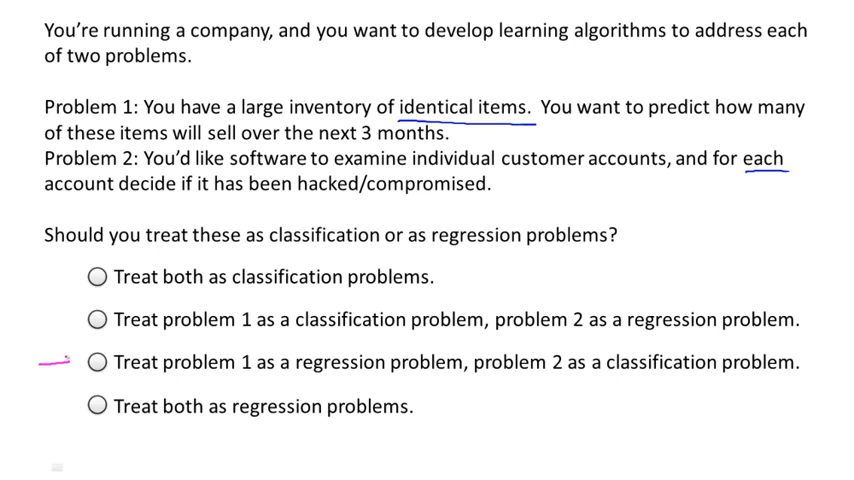 You’re running a company, and you want to develop learning algorithms to address each
of two problems.
Problem 1: You have a large inventory of identical items.  You want to predict how many
of these items will sell over the next 3 months.
Problem 2: You’d like software to examine individual customer accounts, and for each
account decide if it has been hacked/compromised.
Should you treat these as classification or as regression problems?
Treat both as classification problems.
Treat problem 1 as a classification problem, problem 2 as a regression problem.
Treat problem 1 as a regression problem, problem 2 as a classification problem.
Treat both as regression problems.